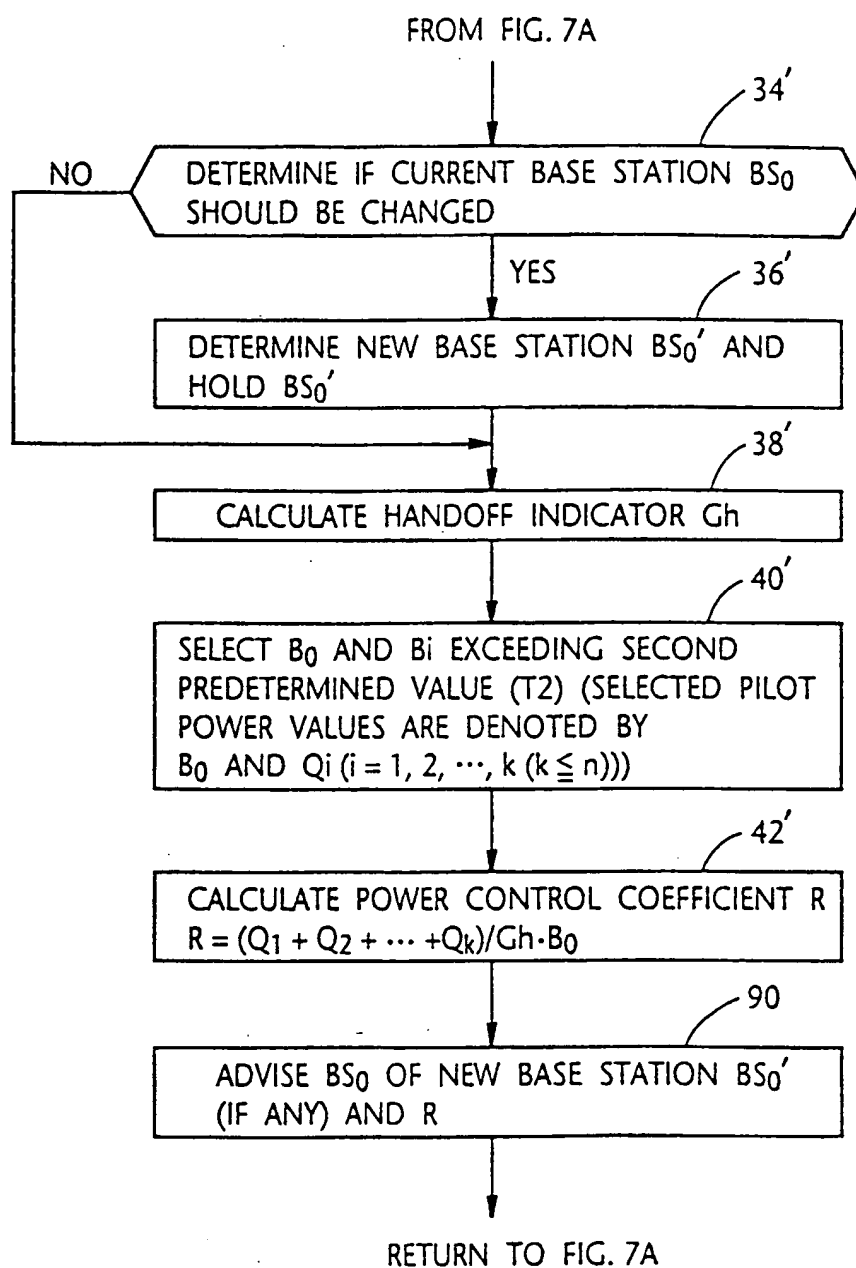 FROM FIG. 7A
34′
NO
DETERMINE IF CURRENT BASE STATION BS₀
SHOULD BE CHANGED
YES
36′
DETERMINE NEW BASE STATION BS₀′ AND
HOLD BS₀′
38′
CALCULATE HANDOFF INDICATOR Gh
40′
SELECT B₀ AND Bi EXCEEDING SECOND
PREDETERMINED VALUE (T2) (SELECTED PILOT
POWER VALUES ARE DENOTED BY
B₀ AND Qi (i = 1, 2, ···, k (k ≦ n)))
42′
CALCULATE POWER CONTROL COEFFICIENT R
R = (Q₁ + Q₂ + ··· +Qₖ)/Gh·B₀
90
ADVISE BS₀ OF NEW BASE STATION BS₀′
(IF ANY) AND R
RETURN TO FIG. 7A